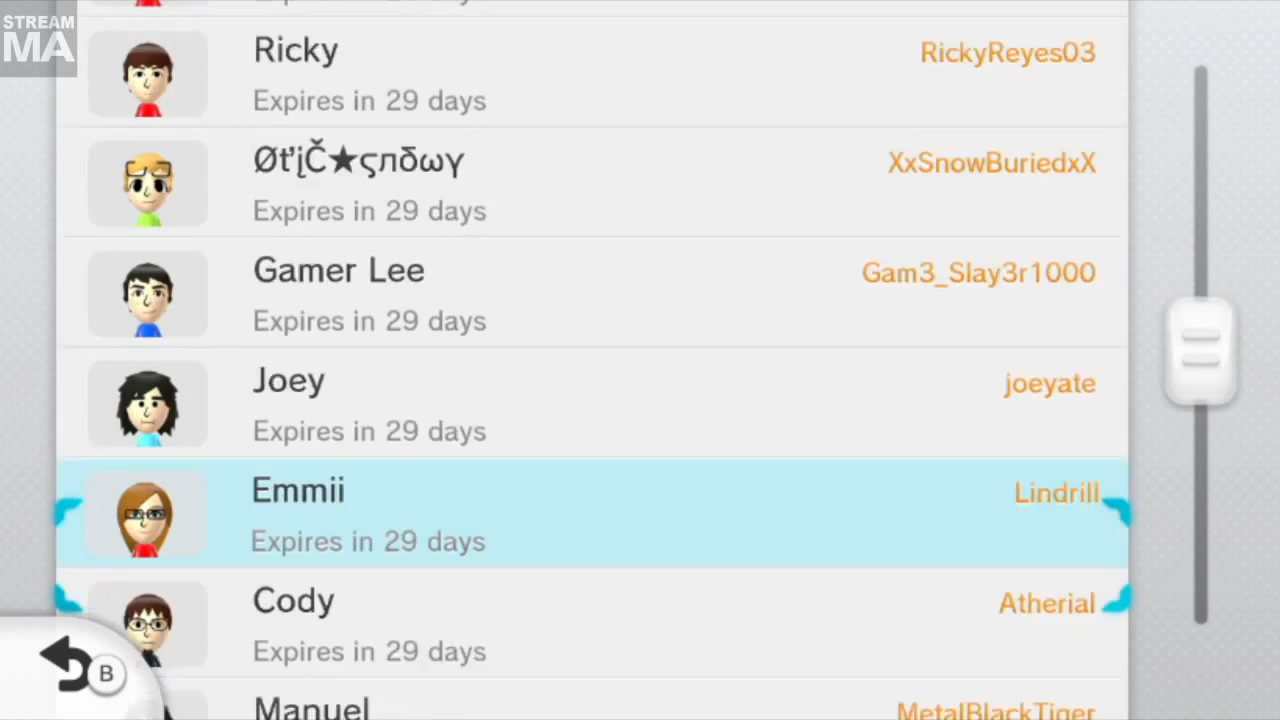 STREAM
MA
Ricky
RickyReyes03
Expires in 29 days
ØťįČ★ςлδωγ
XxSnowBuriedxX
Expires in 29 days
Gamer Lee
Gam3_Slay3r1000
Expires in 29 days
Joey
joeyate
Expires in 29 days
Emmii
Lindrill
Expires in 29 days
Cody
Atherial
Expires in 29 days
B
Manuel
MetalBlackTiger